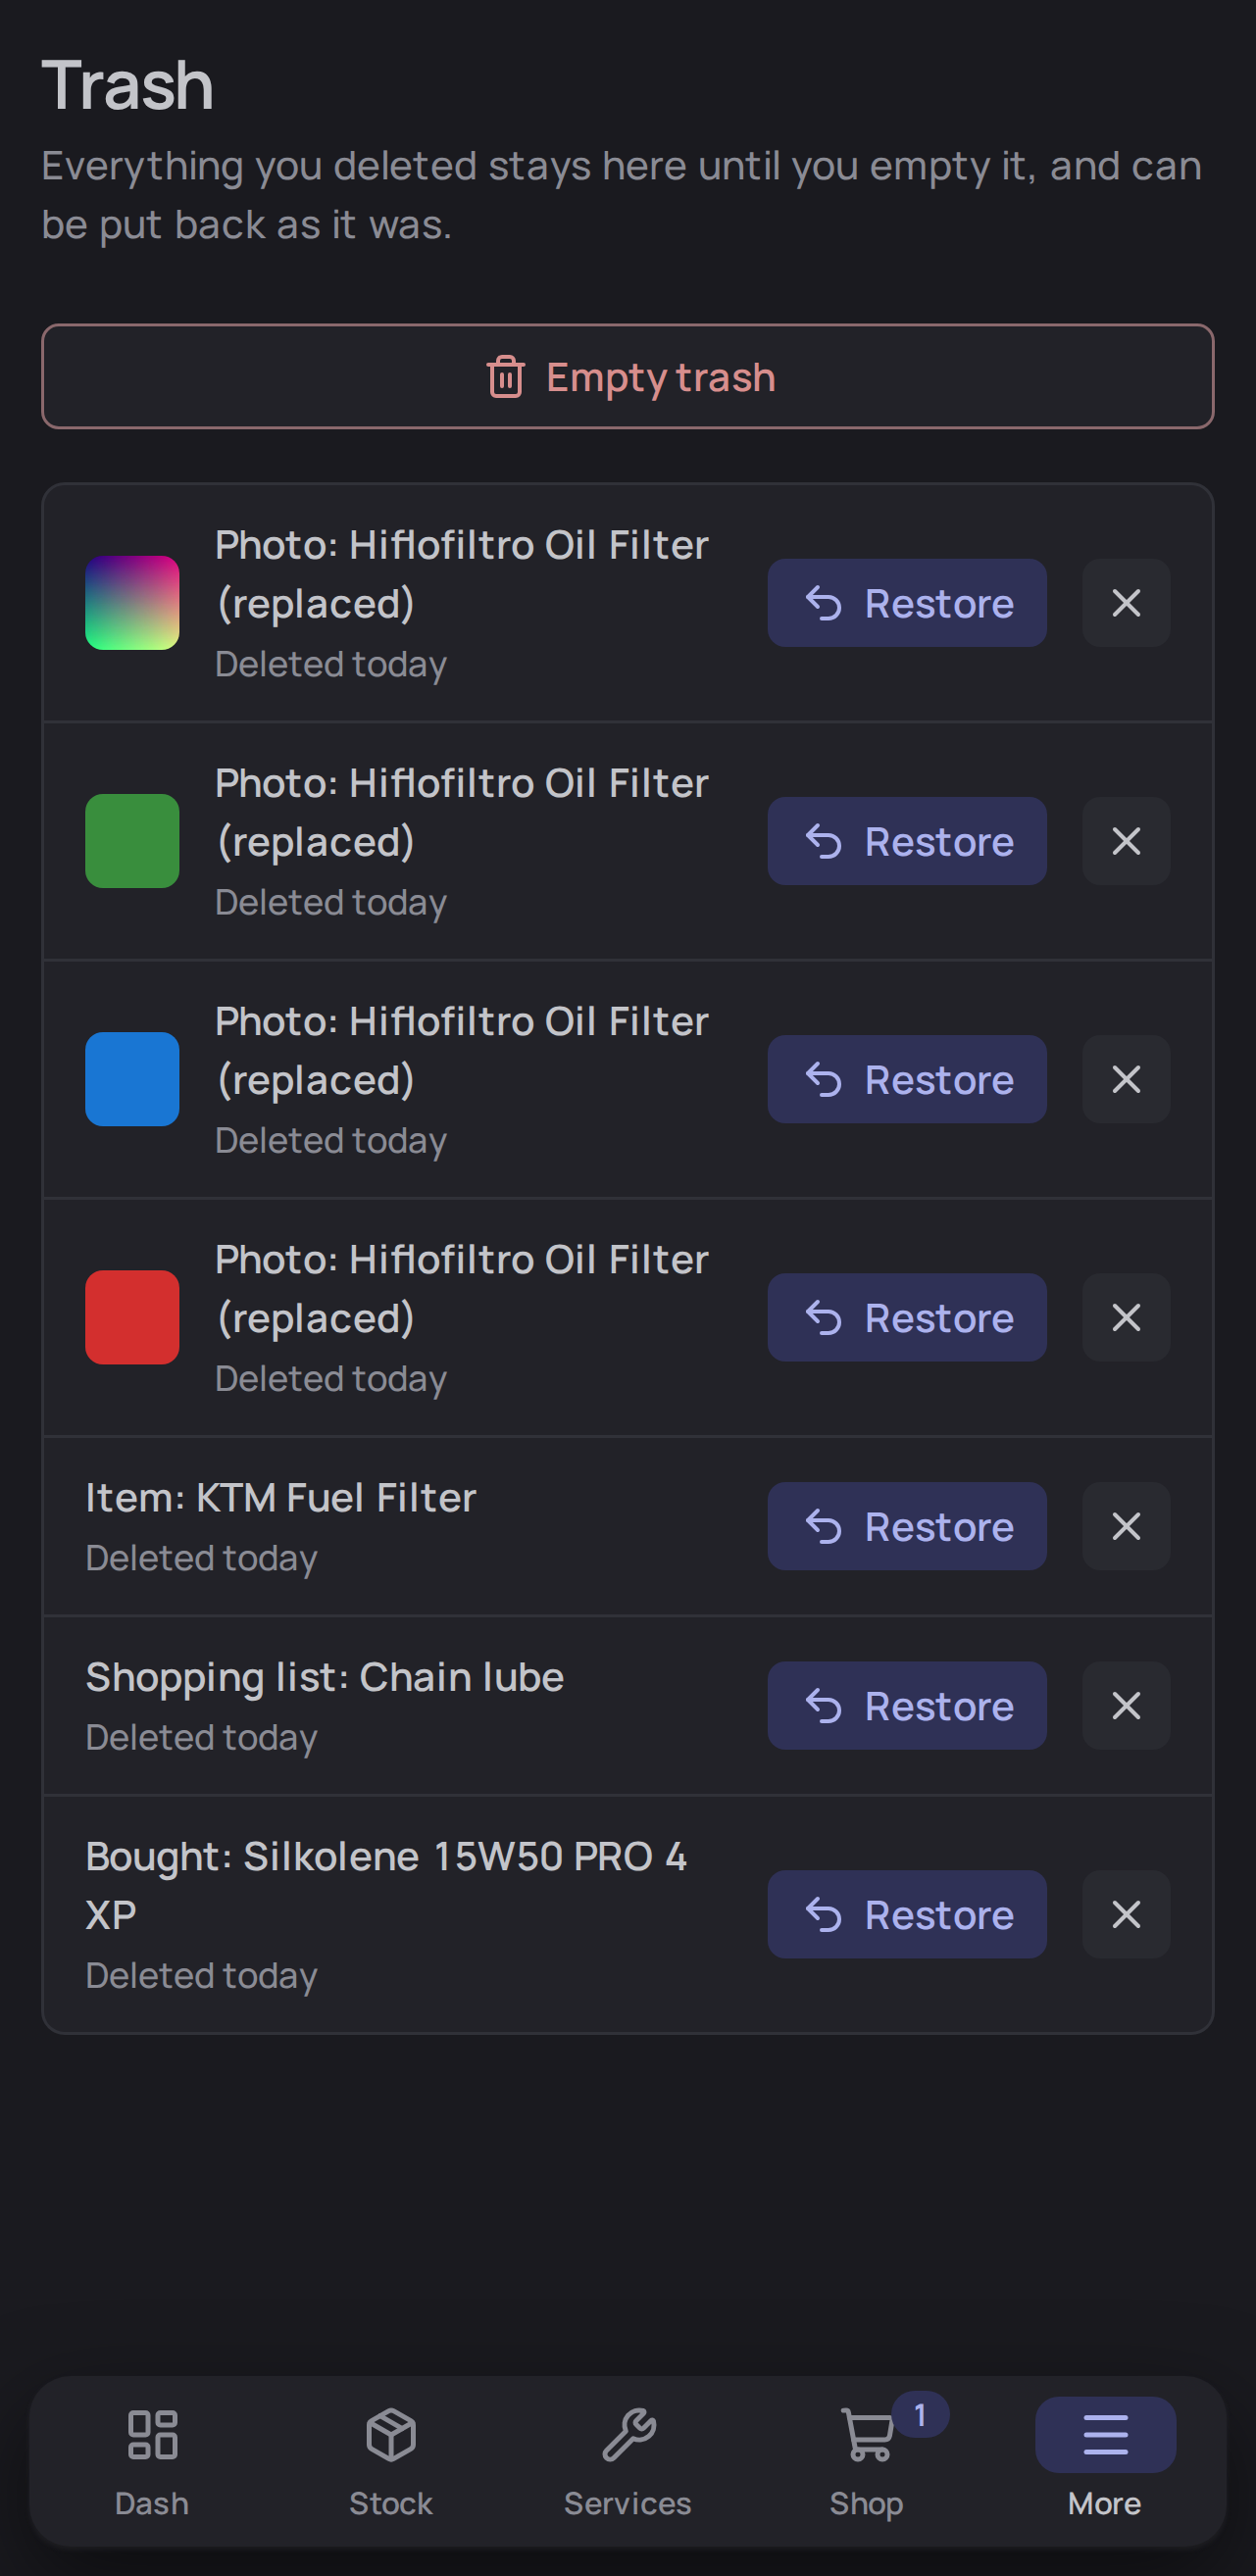 Trash
Everything you deleted stays here until you empty it, and can
be put back as it was.
Empty trash
Photo: Hiflofiltro Oil Filter
(replaced)
Deleted today
Restore
Photo: Hiflofiltro Oil Filter
(replaced)
Deleted today
Restore
Photo: Hiflofiltro Oil Filter
(replaced)
Deleted today
Restore
Photo: Hiflofiltro Oil Filter
(replaced)
Deleted today
Restore
Item: KTM Fuel Filter
Deleted today
Restore
Shopping list: Chain lube
Deleted today
Restore
Bought: Silkolene 15W50 PRO 4
XP
Deleted today
Restore
1
Dash
Stock
Services
Shop
More